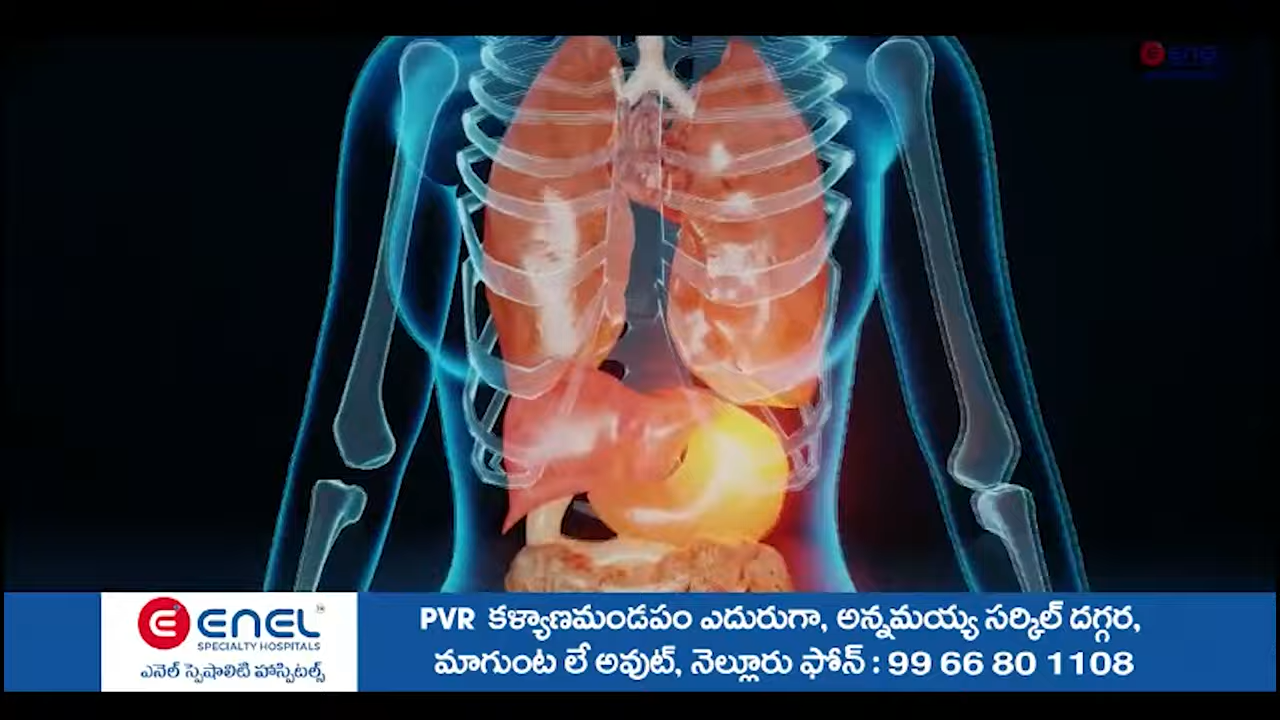 ENEL
ENEL
SPECIALTY HOSPITALS
ఎనెల్ స్పెషాలిటి హాస్పిటల్స్
PVR కళ్యాణమండపం ఎదురుగా, అన్నమయ్య సర్కిల్ దగ్గర,
మాగుంట లే అవుట్, నెల్లూరు ఫోన్ : 99 66 80 1108